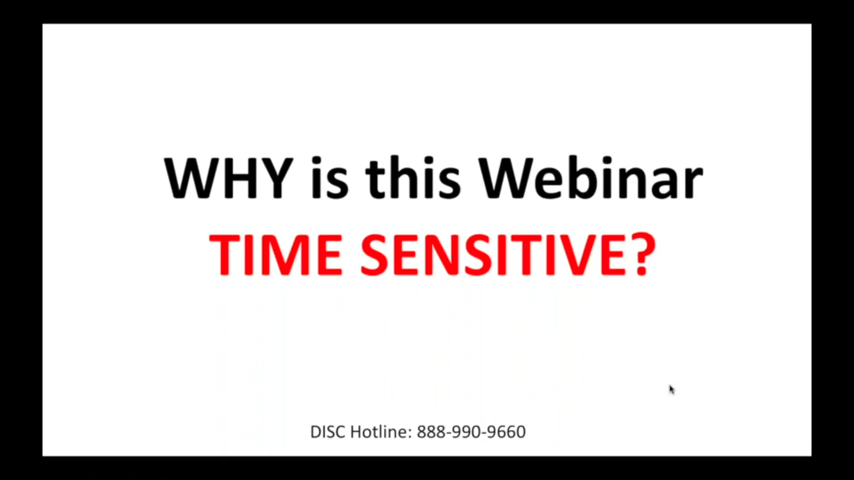 WHY is this Webinar
TIME SENSITIVE?
DISC Hotline: 888-990-9660